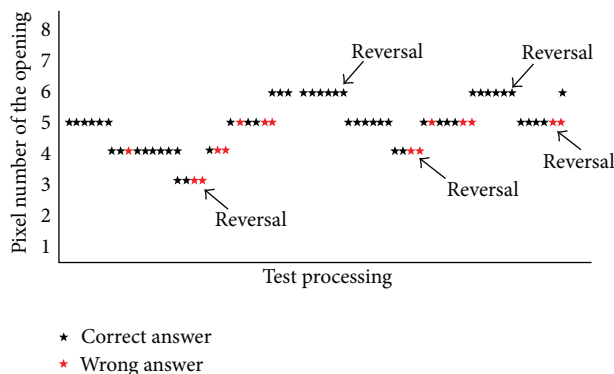 Pixel number of the opening
8
7
6
5
4
3
2
1
Reversal
Reversal
Reversal
Reversal
Reversal
Test processing
Correct answer
Wrong answer